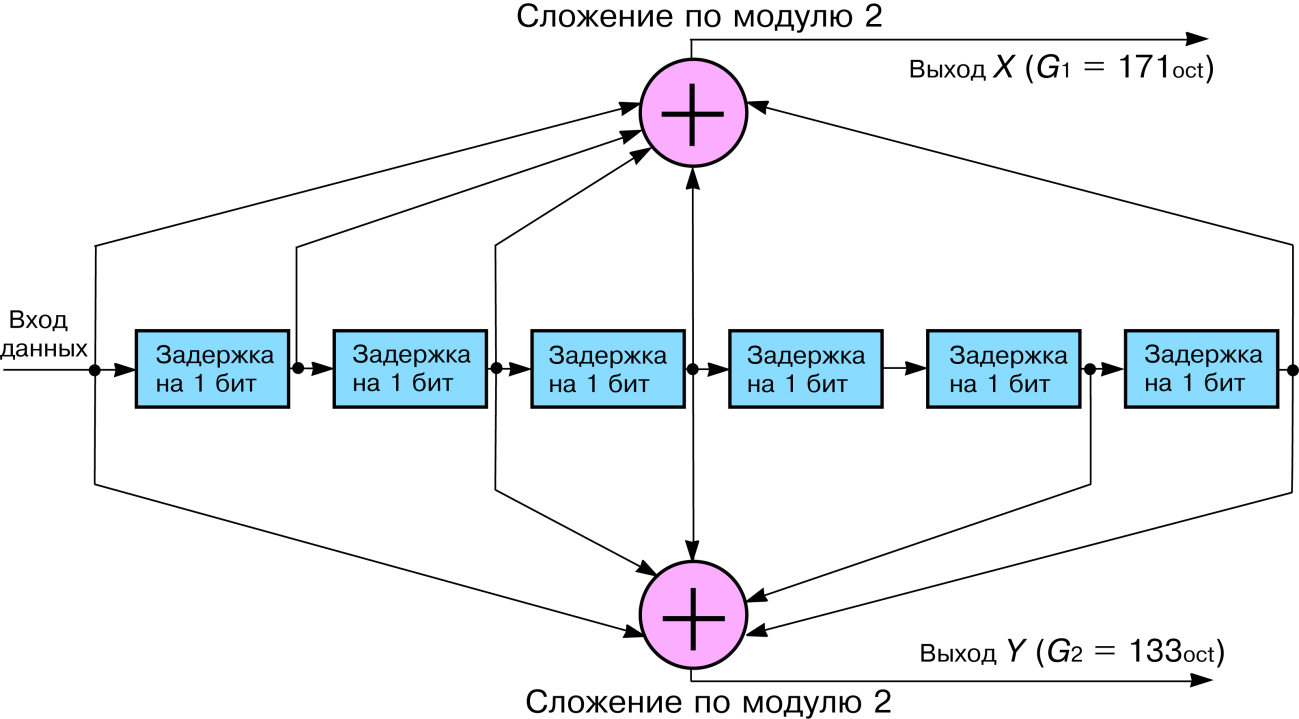 Сложение по модулю 2
Выход X (G1 = 171oct)
Вход
данных
Задержка
на 1 бит
Задержка
на 1 бит
Задержка
на 1 бит
Задержка
на 1 бит
Задержка
на 1 бит
Задержка
на 1 бит
Выход Y (G2 = 133oct)
Сложение по модулю 2